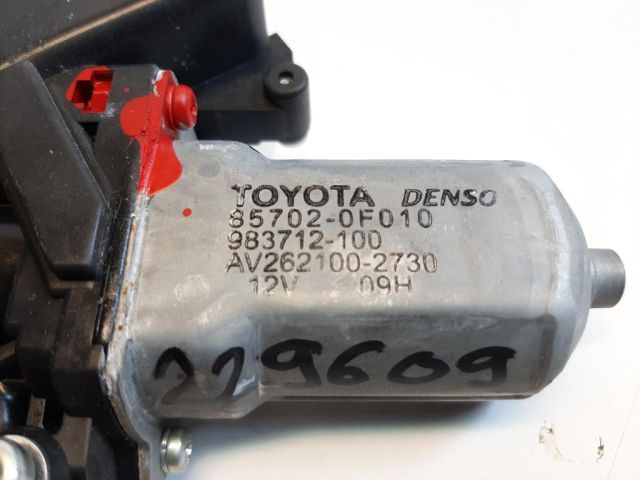 TOYOTA DENSO
85702-0F010
983712-100
AV262100-2730
12V 09H
229609